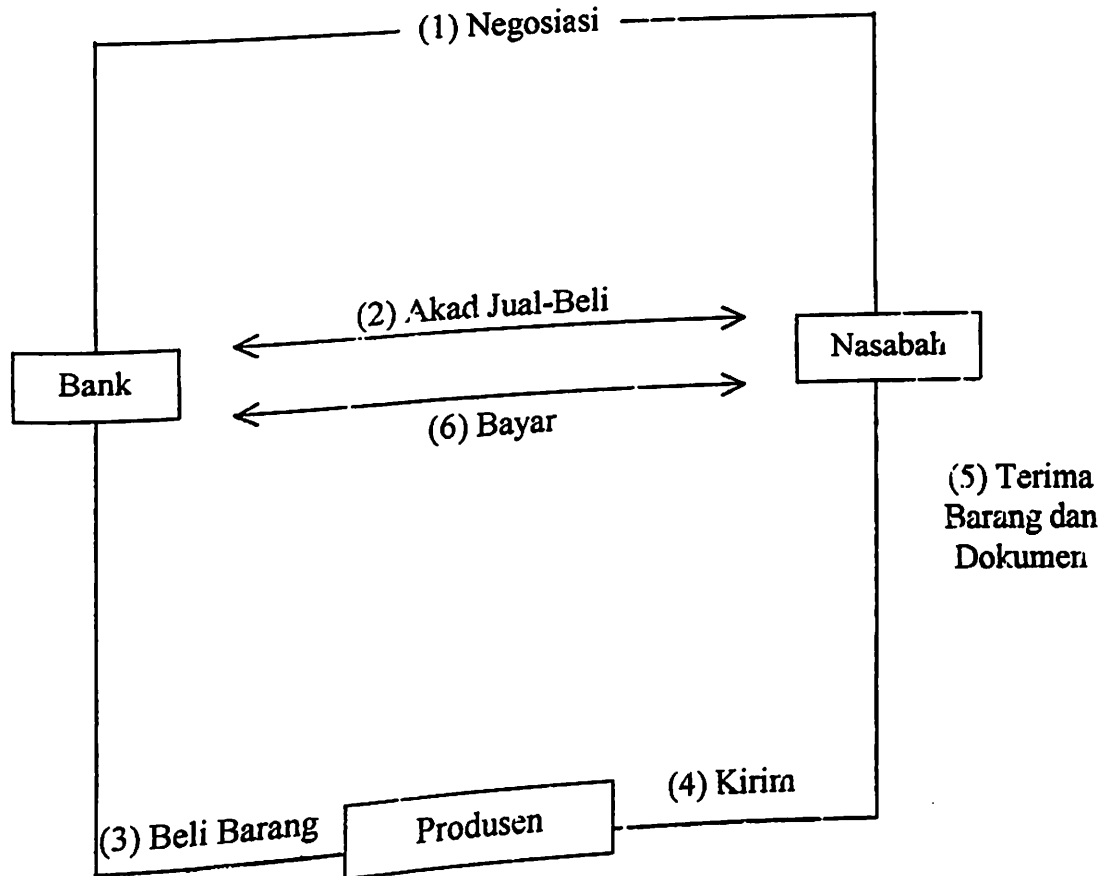 (1) Negosiasi
(2) Akad Jual-Beli
Nasabah
Bank
(6) Bayar
(5) Terima
Barang dan
Dokumen
(4) Kirim
(3) Beli Barang
Produsen